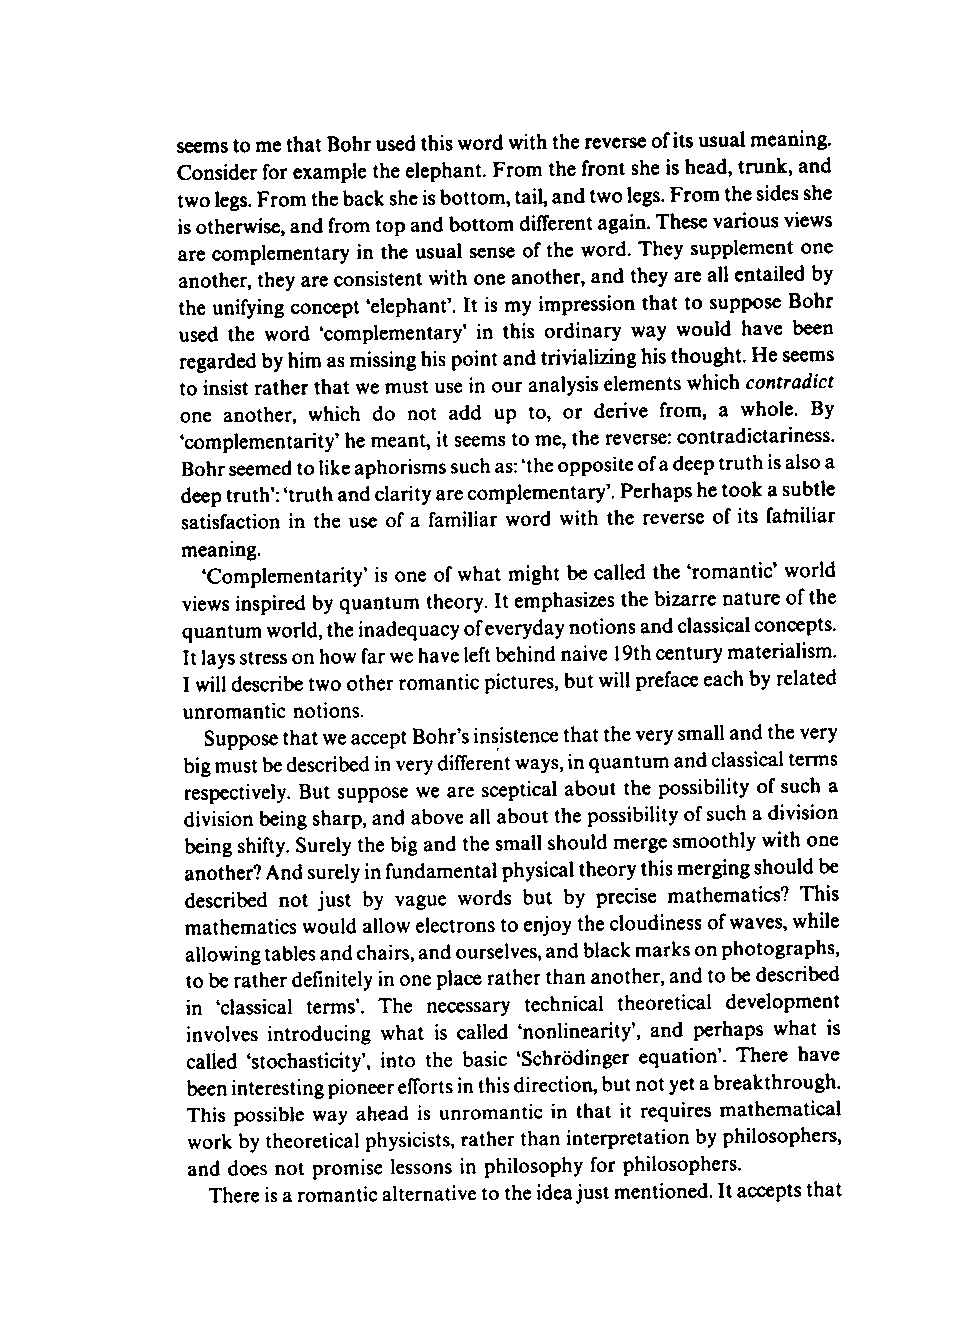 seems to me that Bohr used this word with the reverse of its usual meaning.
Consider for example the elephant. From the front she is head, trunk, and
two legs. From the back she is bottom, tail, and two legs. From the sides she
is otherwise, and from top and bottom different again. These various views
are complementary in the usual sense of the word. They supplement one
another, they are consistent with one another, and they are all entailed by
the unifying concept ‘elephant’. It is my impression that to suppose Bohr
used the word ‘complementary’ in this ordinary way would have been
regarded by him as missing his point and trivializing his thought. He seems
to insist rather that we must use in our analysis elements which contradict
one another, which do not add up to, or derive from, a whole. By
‘complementarity’ he meant, it seems to me, the reverse: contradictariness.
Bohr seemed to like aphorisms such as: ‘the opposite of a deep truth is also a
deep truth’: ‘truth and clarity are complementary’. Perhaps he took a subtle
satisfaction in the use of a familiar word with the reverse of its familiar
meaning.
‘Complementarity’ is one of what might be called the ‘romantic’ world
views inspired by quantum theory. It emphasizes the bizarre nature of the
quantum world, the inadequacy of everyday notions and classical concepts.
It lays stress on how far we have left behind naive 19th century materialism.
I will describe two other romantic pictures, but will preface each by related
unromantic notions.
Suppose that we accept Bohr’s insistence that the very small and the very
big must be described in very different ways, in quantum and classical terms
respectively. But suppose we are sceptical about the possibility of such a
division being sharp, and above all about the possibility of such a division
being shifty. Surely the big and the small should merge smoothly with one
another? And surely in fundamental physical theory this merging should be
described not just by vague words but by precise mathematics? This
mathematics would allow electrons to enjoy the cloudiness of waves, while
allowing tables and chairs, and ourselves, and black marks on photographs,
to be rather definitely in one place rather than another, and to be described
in ‘classical terms’. The necessary technical theoretical development
involves introducing what is called ‘nonlinearity’, and perhaps what is
called ‘stochasticity’, into the basic ‘Schrödinger equation’. There have
been interesting pioneer efforts in this direction, but not yet a breakthrough.
This possible way ahead is unromantic in that it requires mathematical
work by theoretical physicists, rather than interpretation by philosophers,
and does not promise lessons in philosophy for philosophers.
There is a romantic alternative to the idea just mentioned. It accepts that